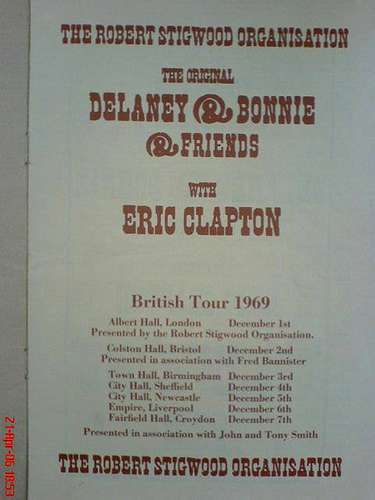 THE ROBERT STIGWOOD ORGANISATION
THE ORIGINAL
DELANEY & BONNIE
& FRIENDS
WITH
ERIC CLAPTON
British Tour 1969
Albert Hall, London December 1st
Presented by the Robert Stigwood Organisation.
Colston Hall, Bristol December 2nd
Presented in association with Fred Bannister
Town Hall, Birmingham December 3rd
City Hall, Sheffield December 4th
City Hall, Newcastle December 5th
Empire, Liverpool December 6th
Fairfield Hall, Croydon December 7th
Presented in association with John and Tony Smith
THE ROBERT STIGWOOD ORGANISATION
21-Apr-06 18:53